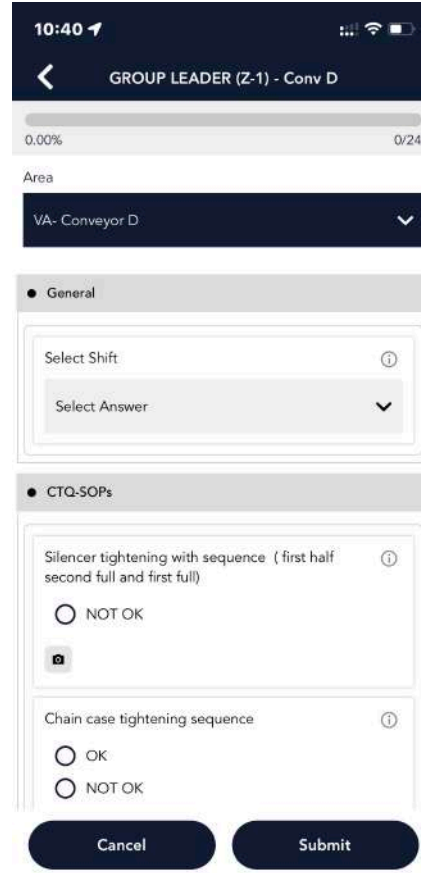 10:40
GROUP LEADER (Z-1) - Conv D
0.00% 0/24
Area
VA- Conveyor D
General
Select Shift
Select Answer
CTQ-SOPs
Silencer tightening with sequence ( first half
second full and first full)
NOT OK
Chain case tightening sequence
OK
NOT OK
Cancel Submit